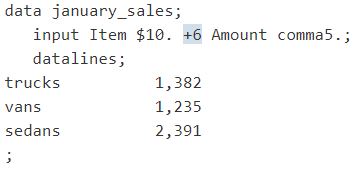 data january_sales;
   input Item $10. +6 Amount comma5.;
   datalines;
trucks          1,382
vans            1,235
sedans          2,391
;